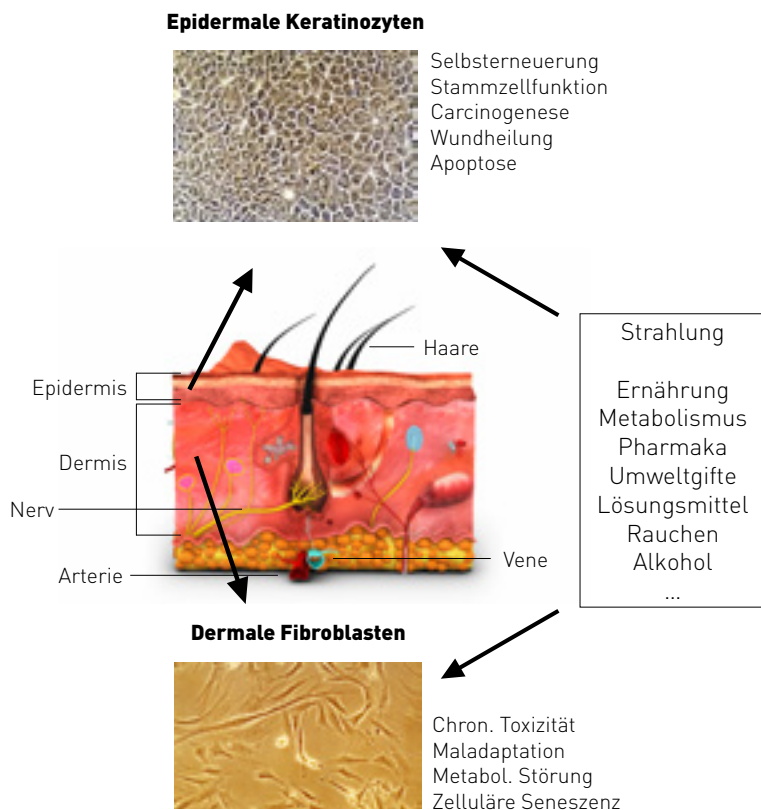 Epidermale Keratinozyten
Selbsterneuerung
Stammzellfunktion
Carcinogenese
Wundheilung
Apoptose
Haare
Epidermis
Dermis
Nerv
Arterie
Vene
Strahlung
Ernährung
Metabolismus
Pharmaka
Umweltgifte
Lösungsmittel
Rauchen
Alkohol
...
Dermale Fibroblasten
Chron. Toxizität
Maladaptation
Metabol. Störung
Zelluläre Seneszenz